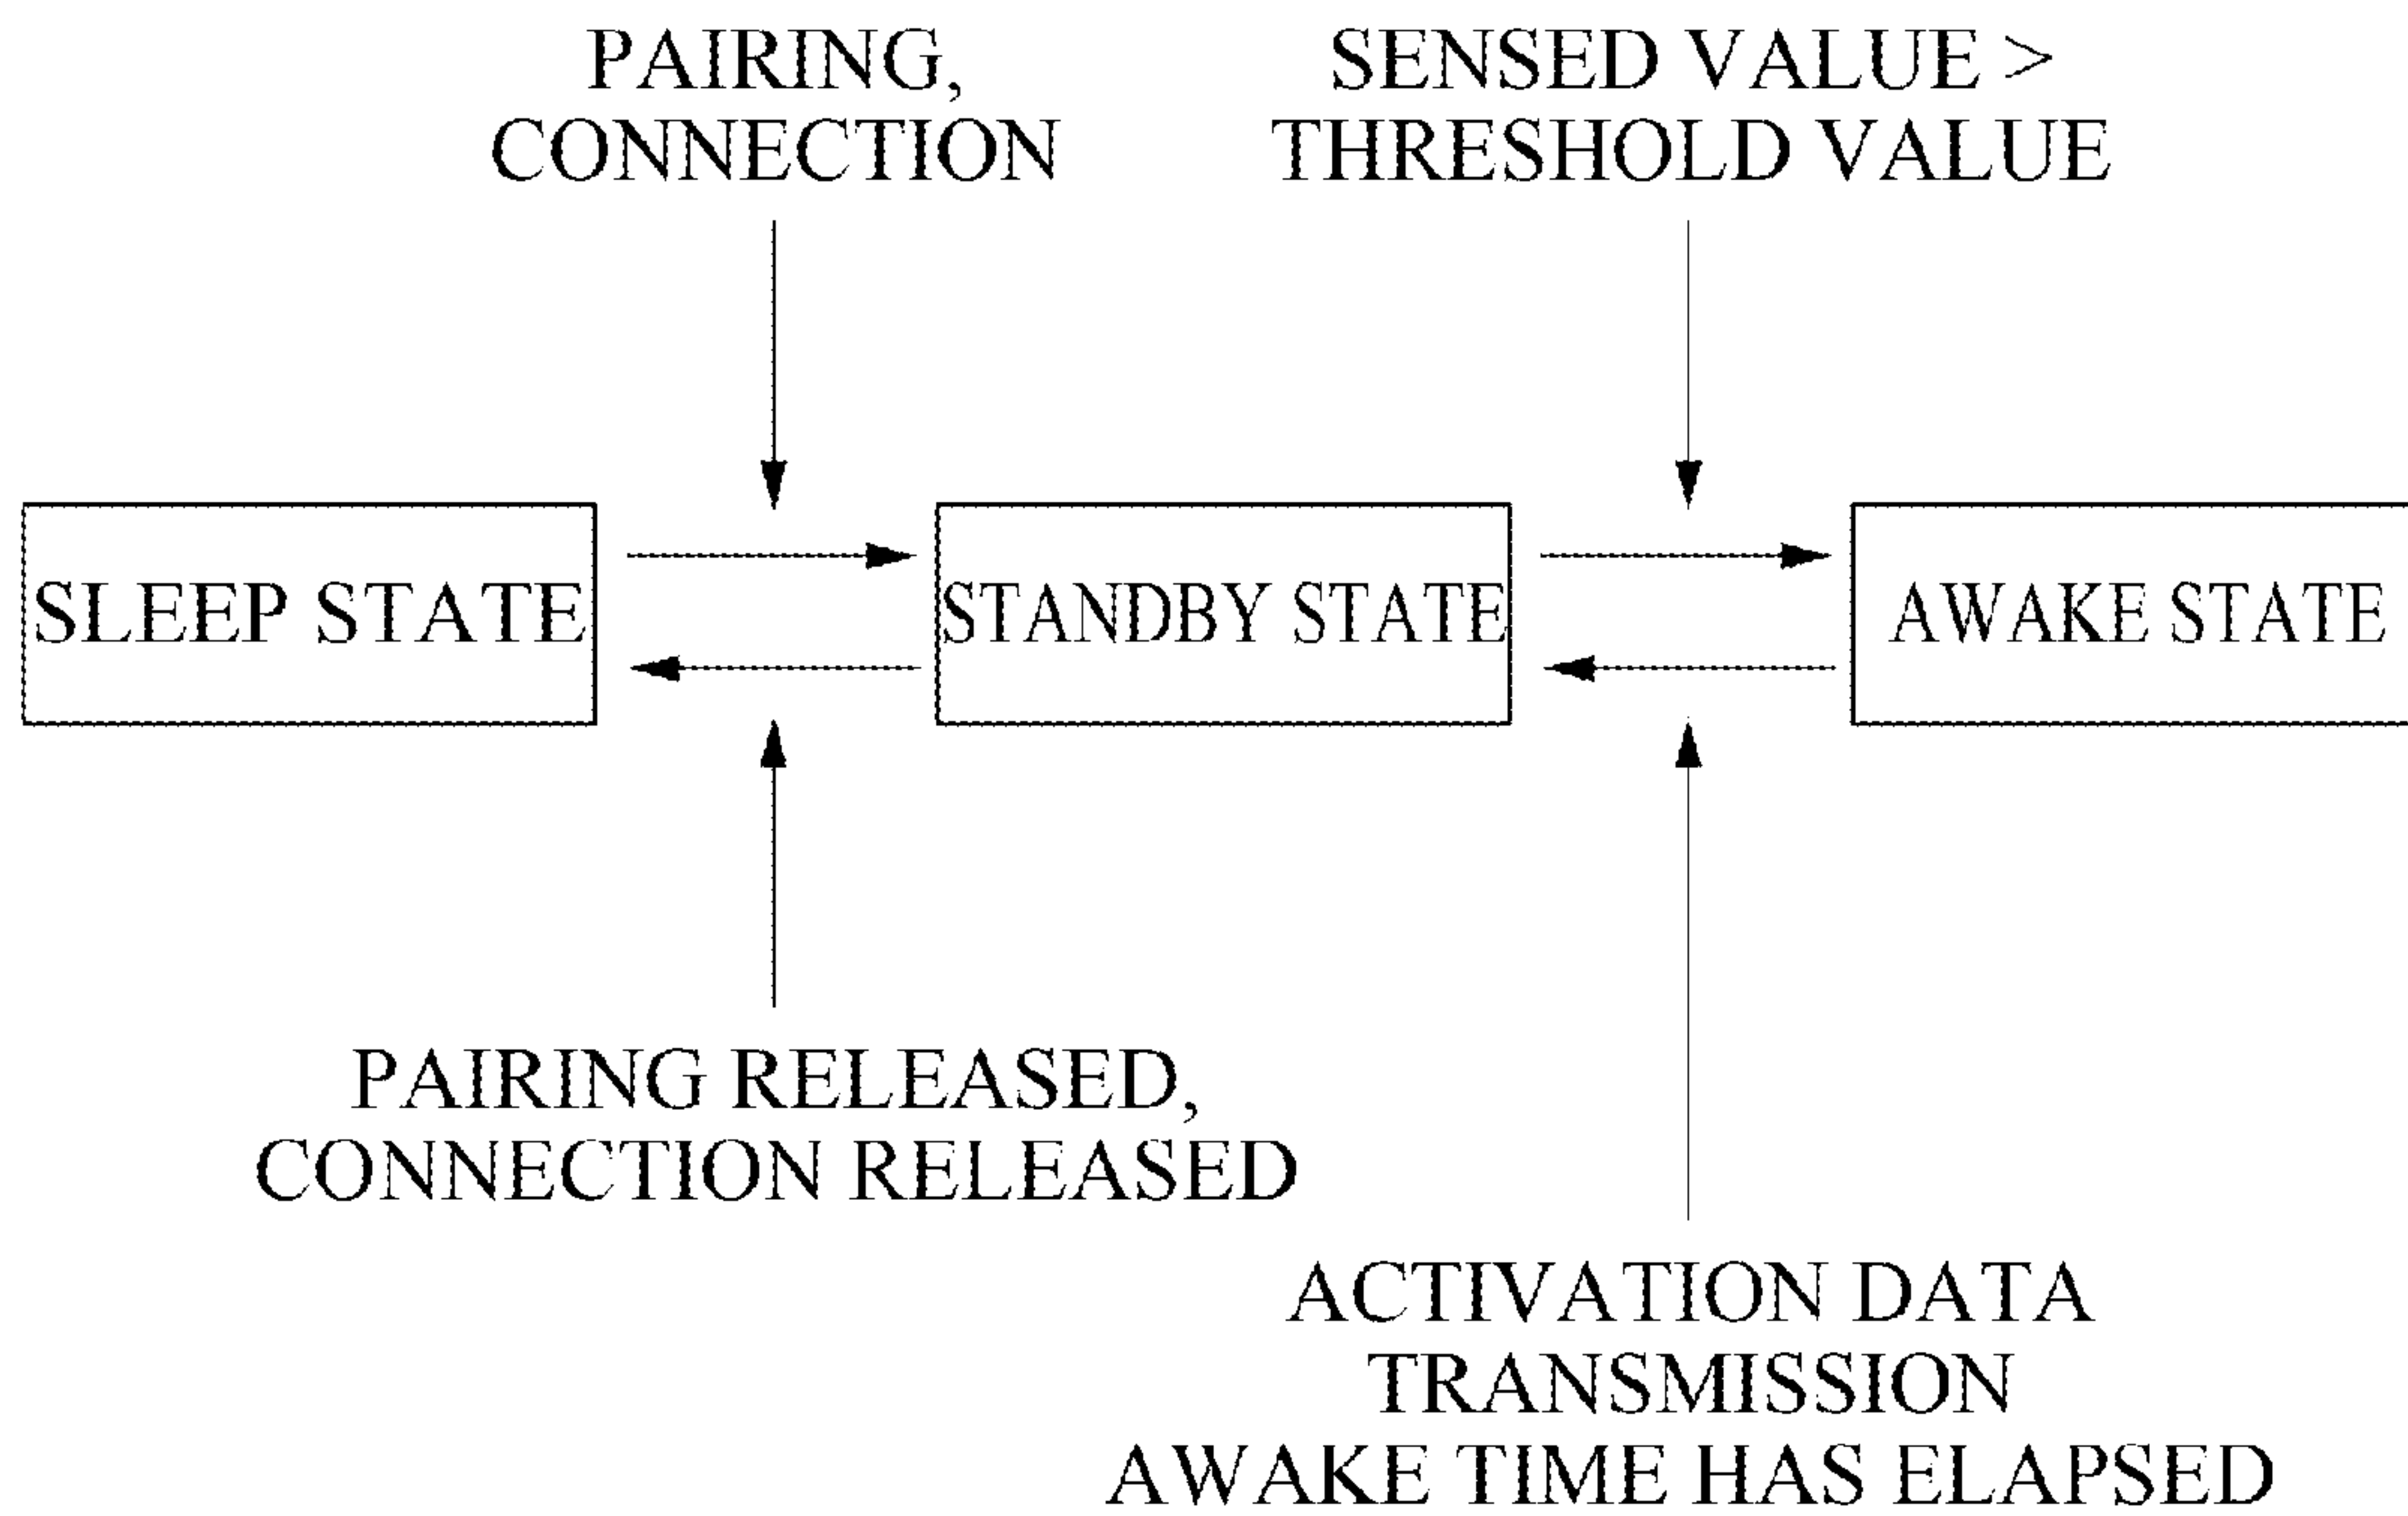 PAIRING,
CONNECTION
SENSED VALUE >
THRESHOLD VALUE
SLEEP STATE
STANDBY STATE
AWAKE STATE
PAIRING RELEASED,
CONNECTION RELEASED
ACTIVATION DATA
TRANSMISSION
AWAKE TIME HAS ELAPSED